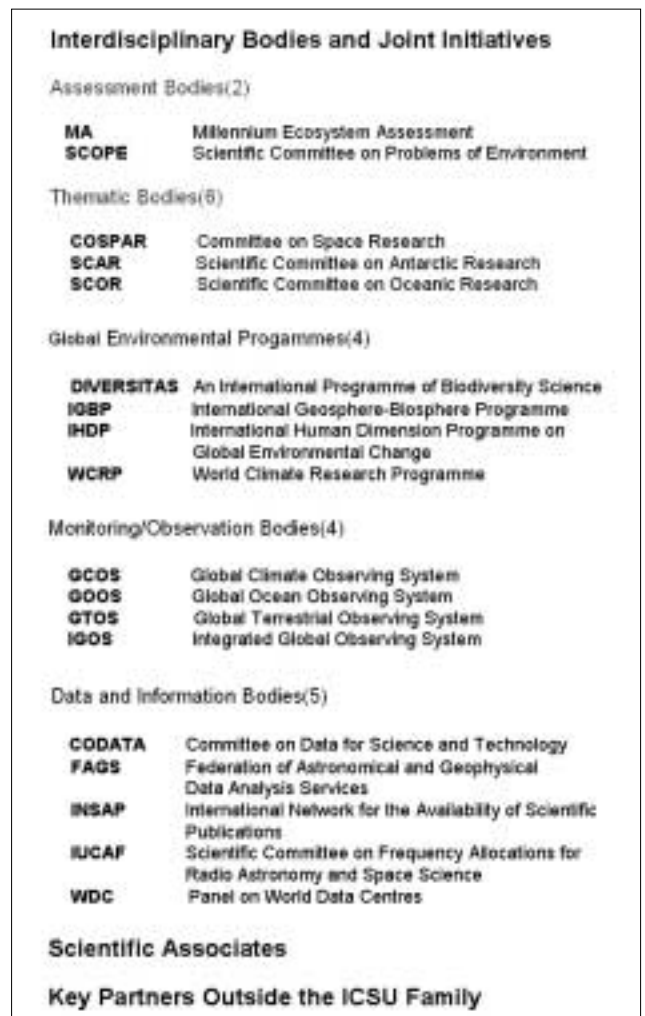 Interdisciplinary Bodies and Joint Initiatives
Assessment Bodies(2)
MA Millennium Ecosystem Assessment
SCOPE Scientific Committee on Problems of Environment
Thematic Bodies(6)
COSPAR Committee on Space Research
SCAR Scientific Committee on Antarctic Research
SCOR Scientific Committee on Oceanic Research
Global Environmental Progammes(4)
DIVERSITAS An International Programme of Biodiversity Science
IGBP International Geosphere-Biosphere Programme
IHDP International Human Dimension Programme on
Global Environmental Change
WCRP World Climate Research Programme
Monitoring/Observation Bodies(4)
GCOS Global Climate Observing System
GOOS Global Ocean Observing System
GTOS Global Terrestrial Observing System
IGOS Integrated Global Observing System
Data and Information Bodies(5)
CODATA Committee on Data for Science and Technology
FAGS Federation of Astronomical and Geophysical
Data Analysis Services
INSAP International Network for the Availability of Scientific
Publications
IUCAF Scientific Committee on Frequency Allocations for
Radio Astronomy and Space Science
WDC Panel on World Data Centres
Scientific Associates
Key Partners Outside the ICSU Family